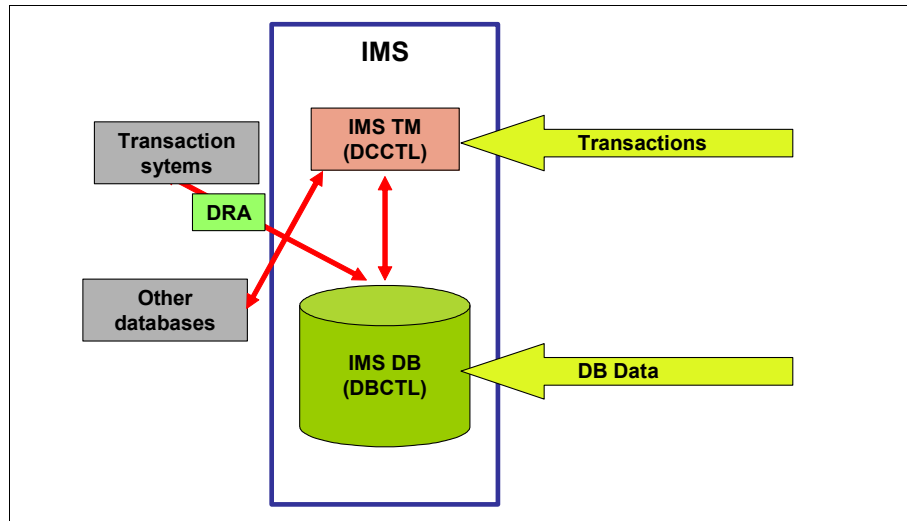 IMS
IMS TM
(DCCTL)
Transactions
Transaction
sytems
DRA
Other
databases
IMS DB
(DBCTL)
DB Data